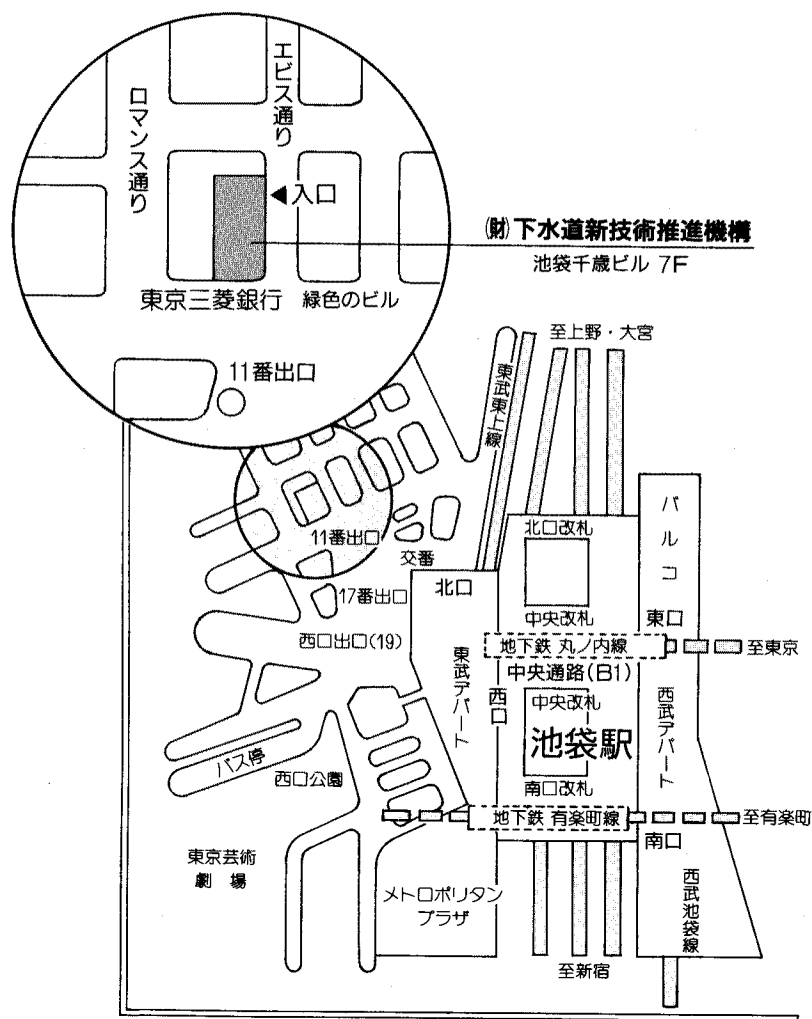 エビス通り
ロマンス通り
入口
(財)下水道新技術推進機構
池袋千歳ビル 7F
東京三菱銀行
緑色のビル
11番出口
至上野・大宮
東武東上線
パルコ
北口改札
11番出口
交番
北口
17番出口
中央改札
東口
西口出口(19)
地下鉄 丸ノ内線
至東京
中央通路(B1)
東武デパート
西口
中央改札
西武デパート
池袋駅
バス停
西口公園
南口改札
地下鉄 有楽町線
至有楽町
南口
東京芸術
劇場
メトロポリタン
プラザ
西武池袋線
至新宿